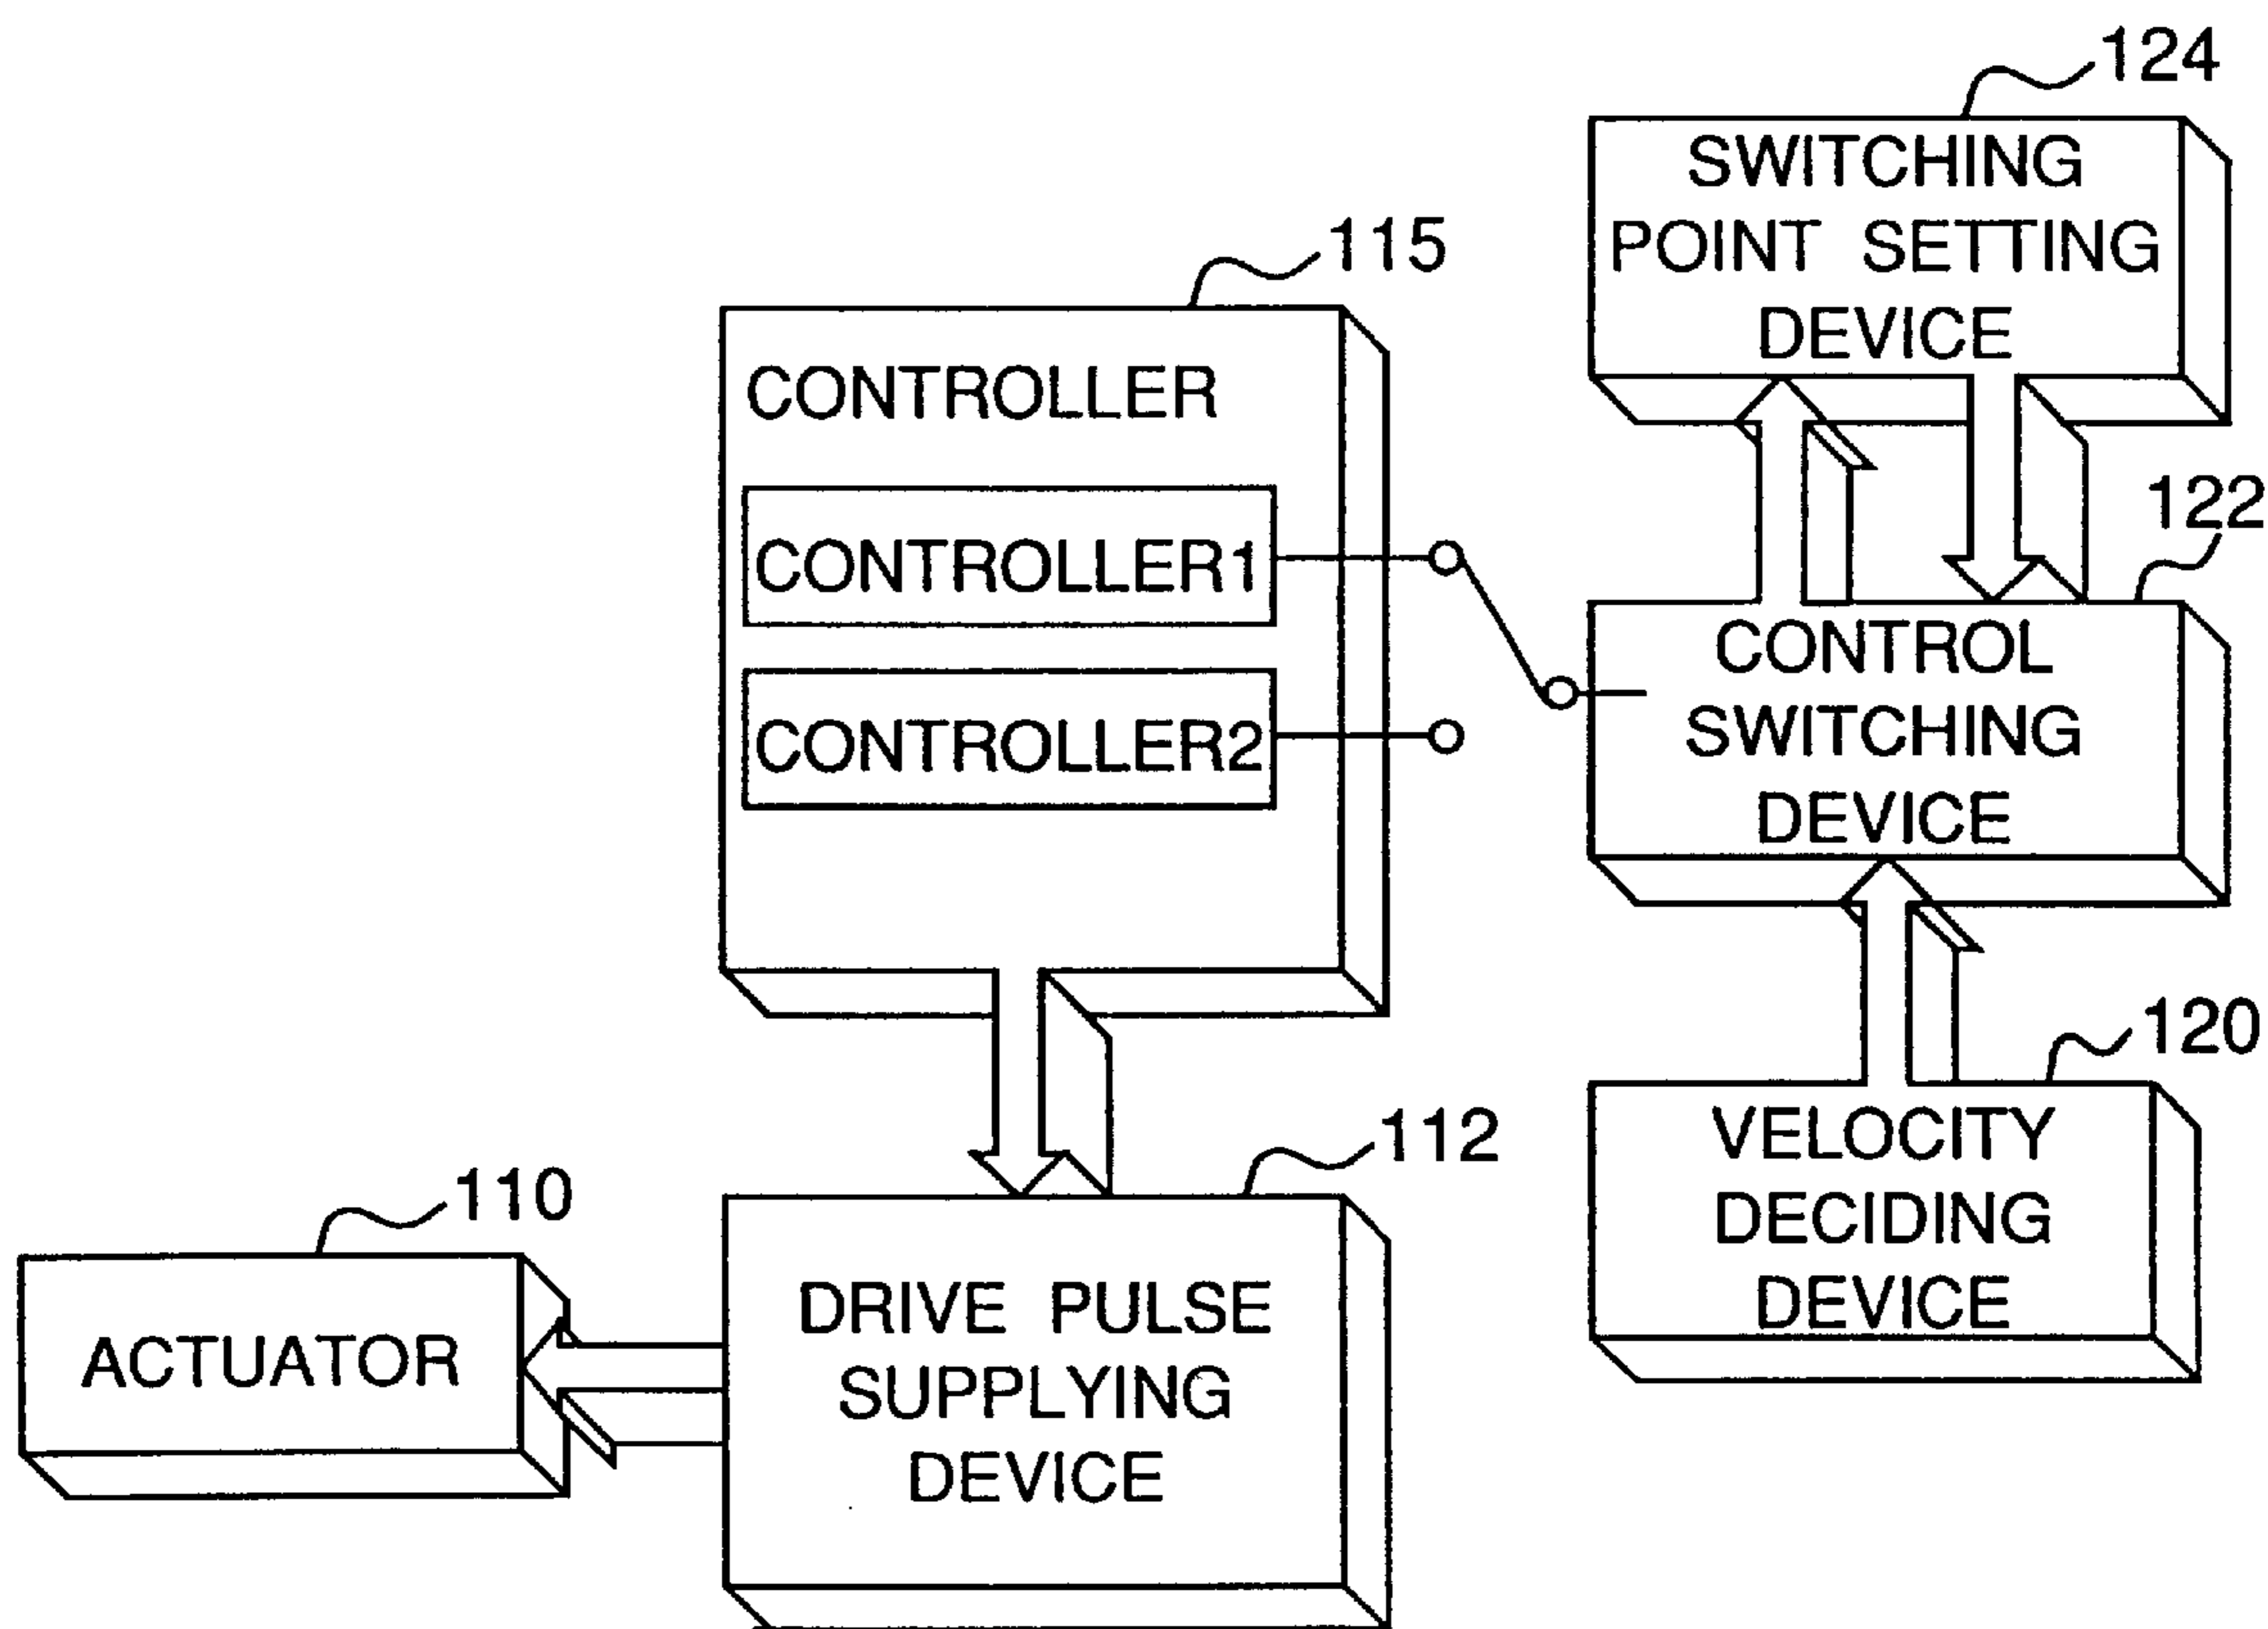 124
SWITCHING
POINT SETTING
DEVICE
115
CONTROLLER
CONTROLLER1
CONTROLLER2
122
CONTROL
SWITCHING
DEVICE
120
VELOCITY
DECIDING
DEVICE
112
DRIVE PULSE
SUPPLYING
DEVICE
110
ACTUATOR